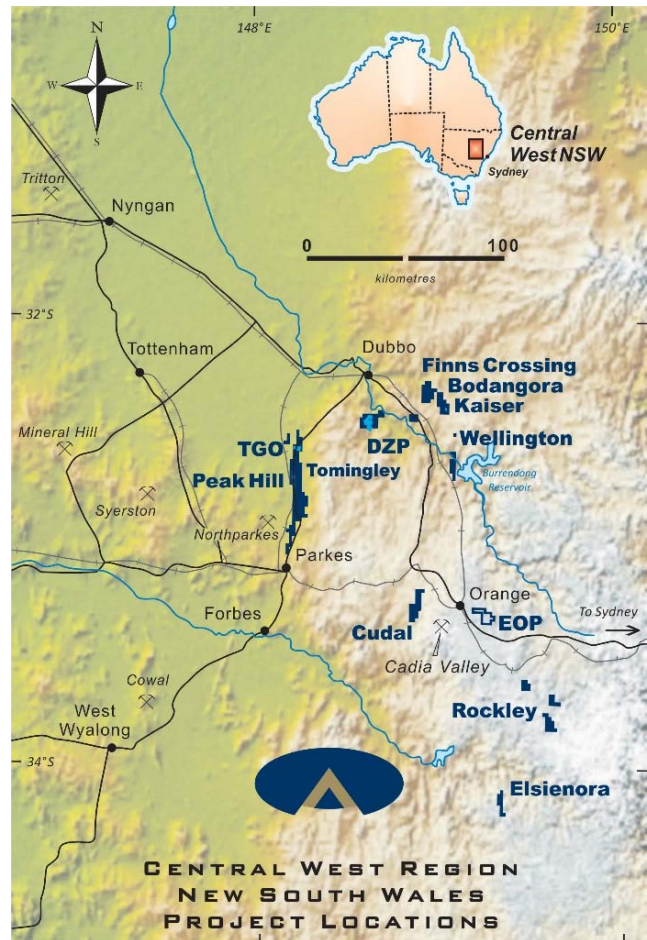 148°E
150°E
N
W
E
S
Central
West NSW
Sydney
Tritton
Nyngan
0
100
kilometres
32°S
Tottenham
Dubbo
Finns Crossing
Bodangora
Kaiser
Mineral Hill
TGO
DZP
Wellington
Peak Hill
Tomingley
Burrendong
Reservoir
Syerston
Northparkes
Parkes
Orange
To Sydney
Forbes
Cudal
EOP
Cadia Valley
Cowal
West
Wyalong
Rockley
34°S
Elsienora
CENTRAL WEST REGION
NEW SOUTH WALES
PROJECT LOCATIONS
148°E
150°E